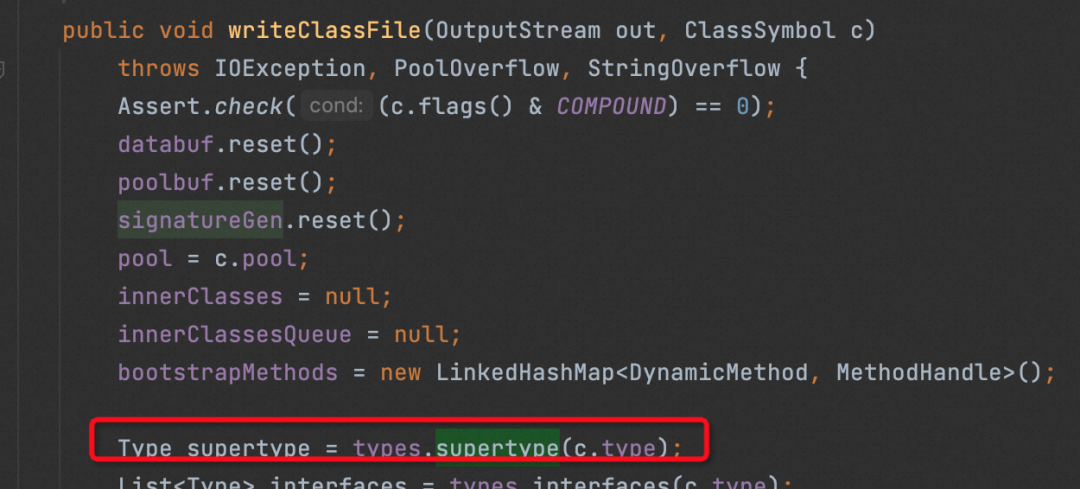 public void writeClassFile(OutputStream out, ClassSymbol c)
throws IOException, PoolOverflow, StringOverflow {
Assert.check( cond: (c.flags() & COMPOUND) == 0);
databuf.reset();
poolbuf.reset();
signatureGen.reset();
pool = c.pool;
innerClasses = null;
innerClassesQueue = null;
bootstrapMethods = new LinkedHashMap<DynamicMethod, MethodHandle>();
Type supertype = types.supertype(c.type);
List<Type> interfaces = types.interfaces(c.type);